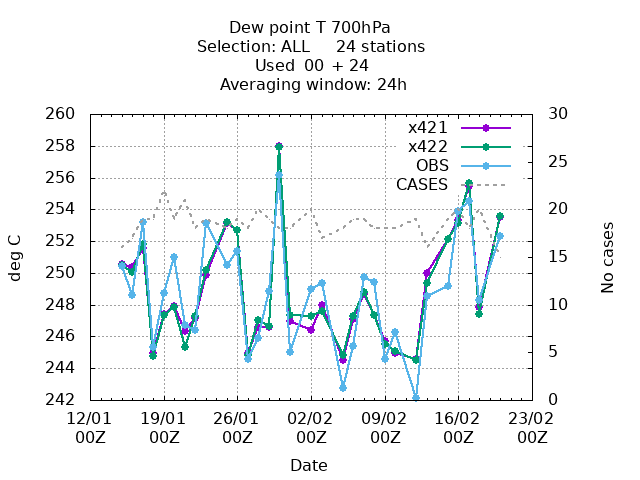 Dew point T 700hPa
Selection: ALL 24 stations
Used 00 + 24
Averaging window: 24h
260
258
256
254
252
250
248
246
244
242
30
25
20
15
10
5
0
x421
x422
OBS
CASES
deg C
No cases
12/01 19/01 26/01 02/02 09/02 16/02 23/02
00Z 00Z 00Z 00Z 00Z 00Z 00Z
Date